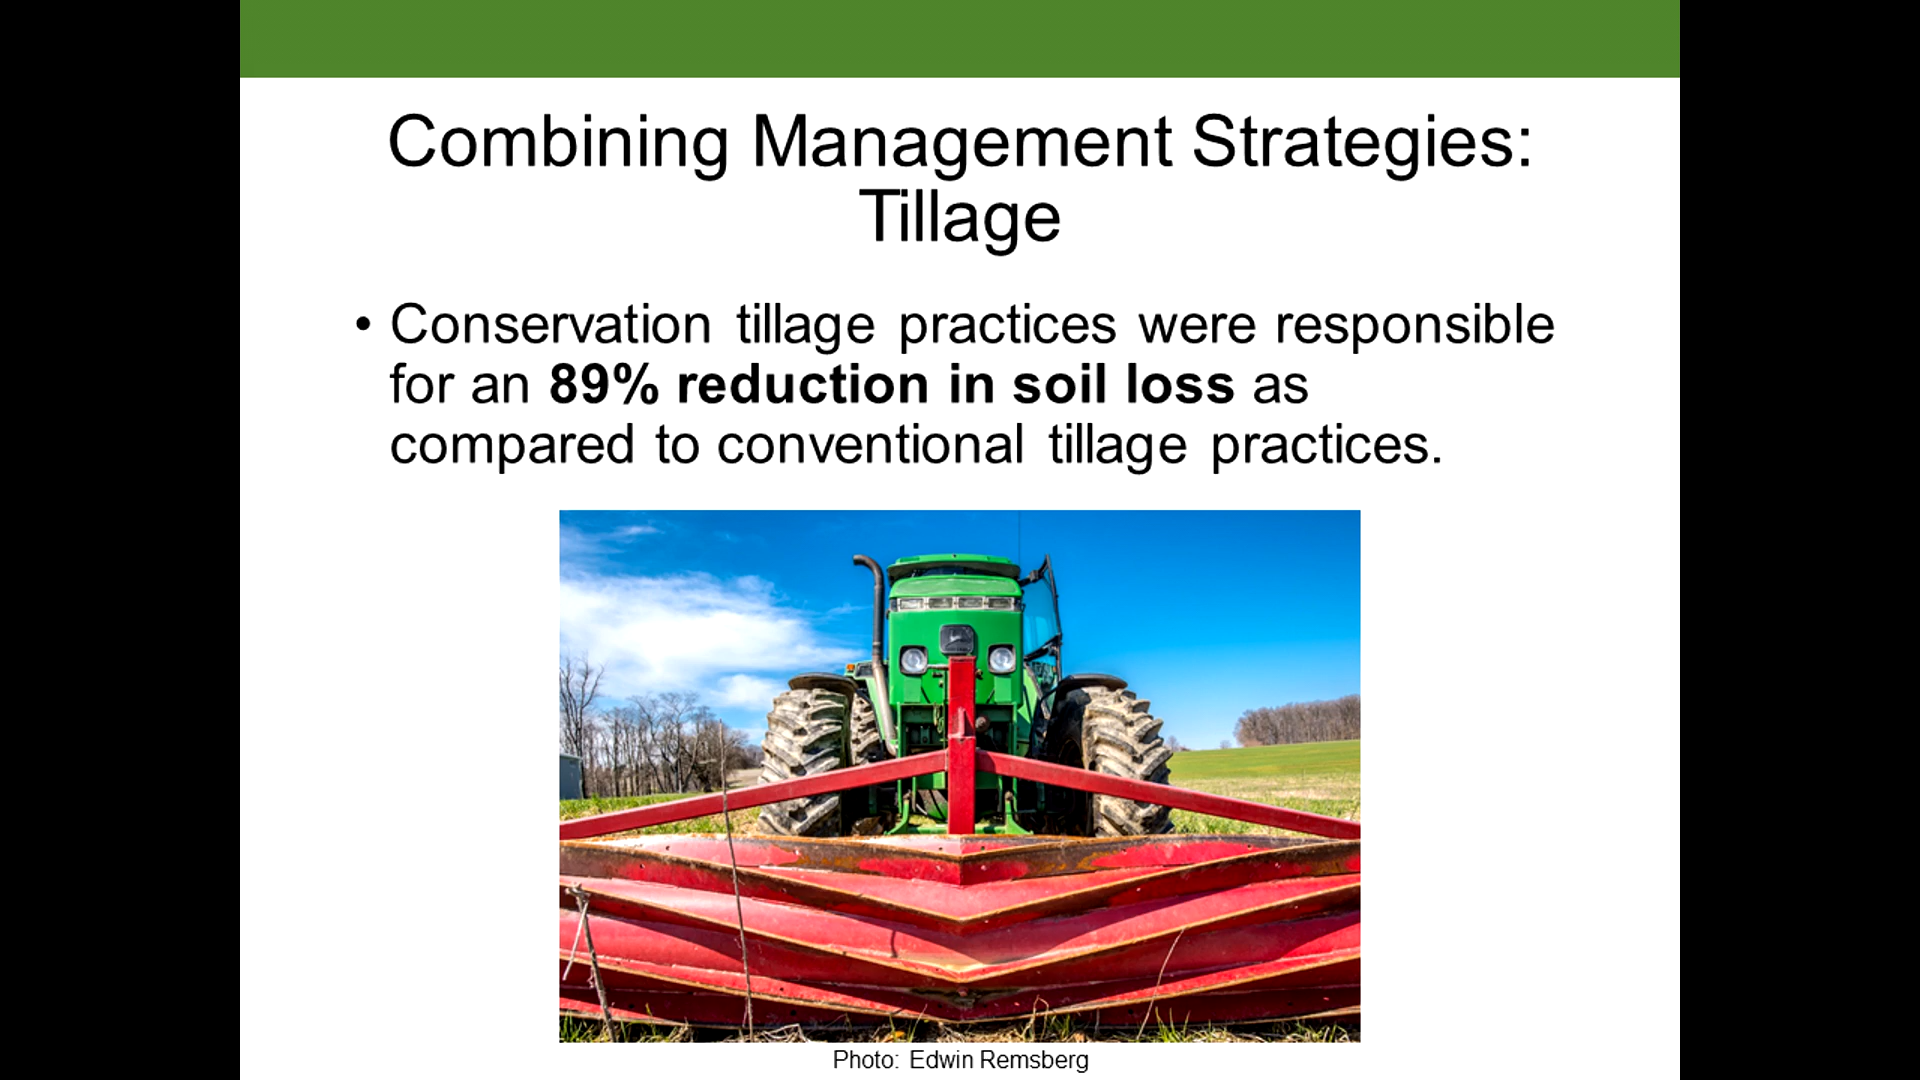 Combining Management Strategies:
Tillage
• Conservation tillage practices were responsible
for an 89% reduction in soil loss as
compared to conventional tillage practices.
Photo: Edwin Remsberg